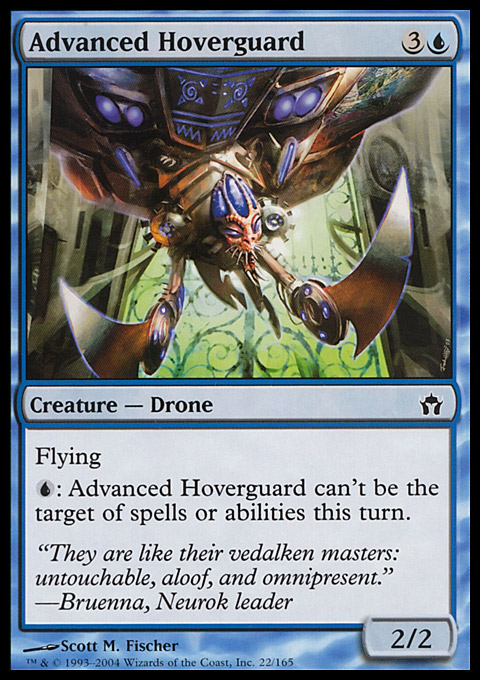 Advanced Hoverguard 3
Creature — Drone
Flying
: Advanced Hoverguard can't be the
target of spells or abilities this turn.
“They are like their vedalken masters:
untouchable, aloof, and omnipresent.”
—Bruenna, Neurok leader
2/2
Scott M. Fischer
™ & © 1993–2004 Wizards of the Coast, Inc. 22/165